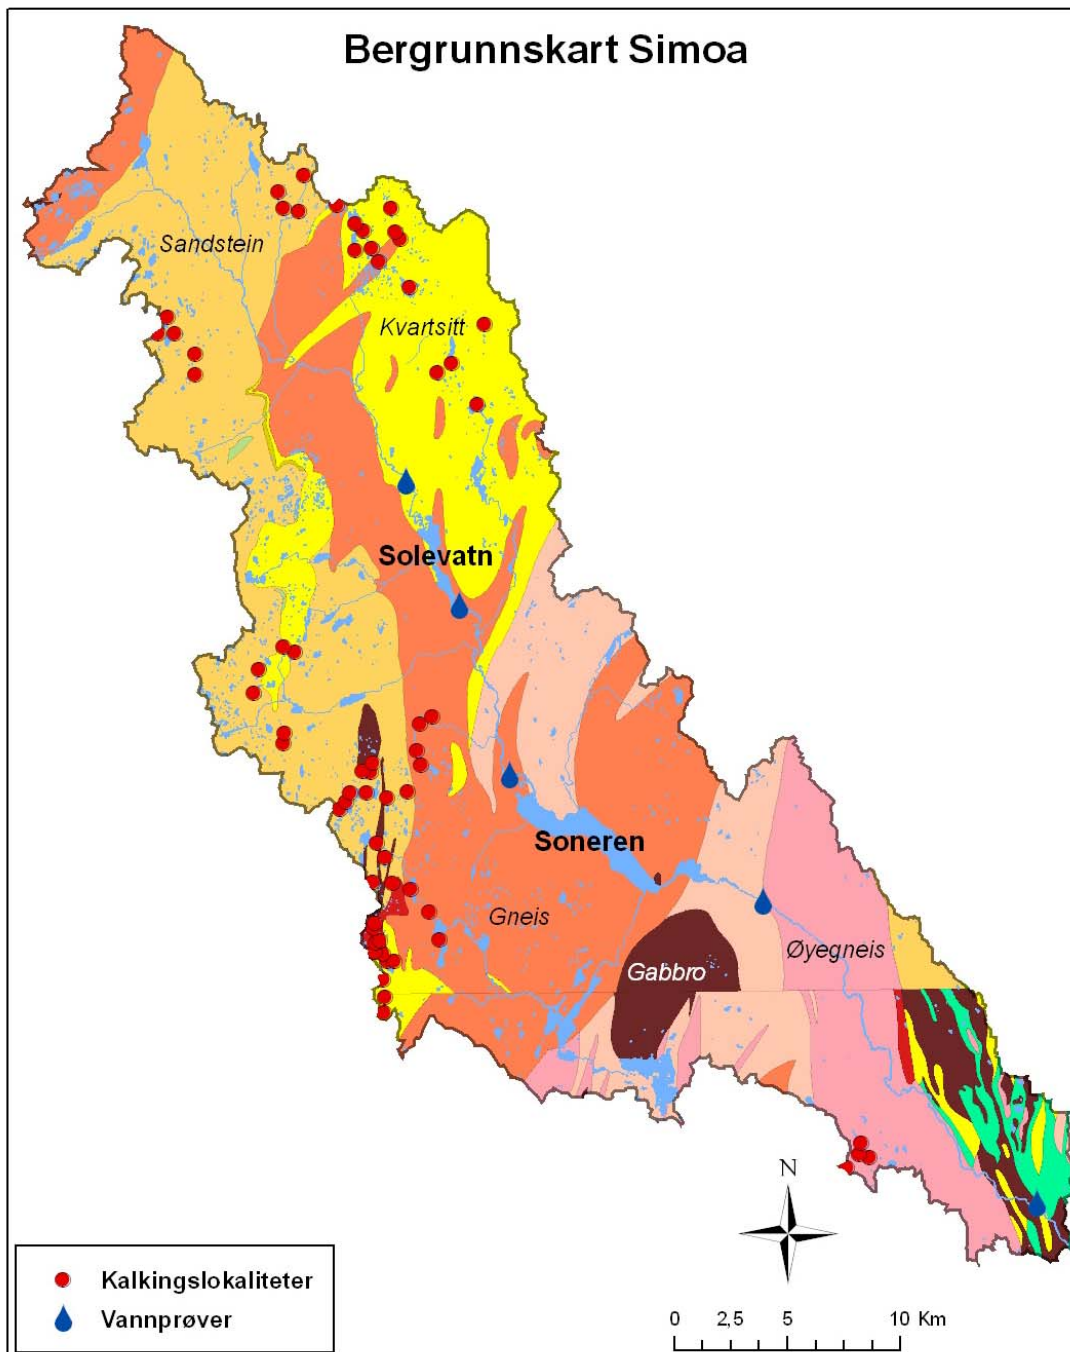 Bergrunnskart Simoa
Sandstein
Kvartsitt
Solevatn
Soneren
Gneis
Øyegneis
Gabbro
N
Kalkingslokaliteter
Vannprøver
0 2,5 5 10 Km